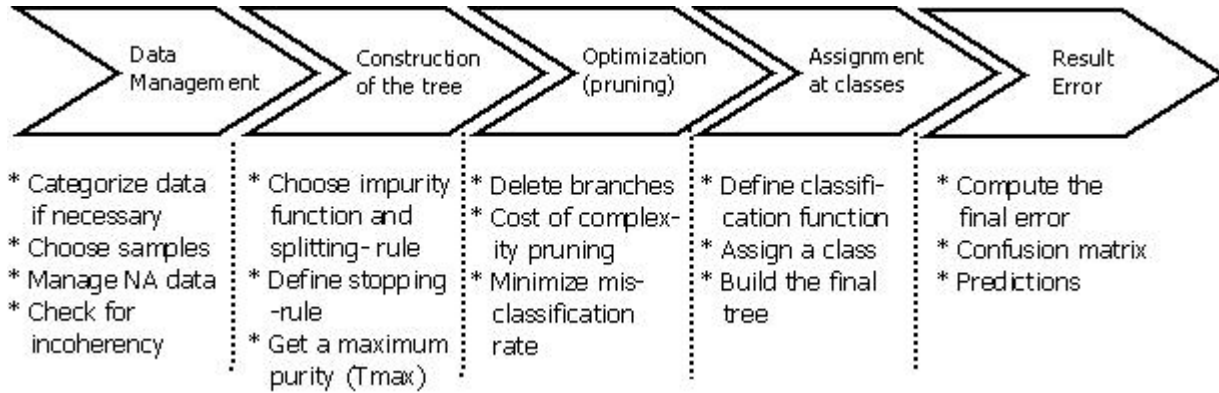 Data
Management
Construction
of the tree
Optimization
(pruning)
Assignment
at classes
Result
Error
* Categorize data
if necessary
* Choose samples
* Manage NA data
* Check for
incoherency
* Choose impurity
function and
splitting- rule
* Define stopping
-rule
* Get a maximum
purity (Tmax)
* Delete branches
* Cost of complex-
ity pruning
* Minimize mis-
classification
rate
* Define classifi-
cation function
* Assign a class
* Build the final
tree
* Compute the
final error
* Confusion matrix
* Predictions